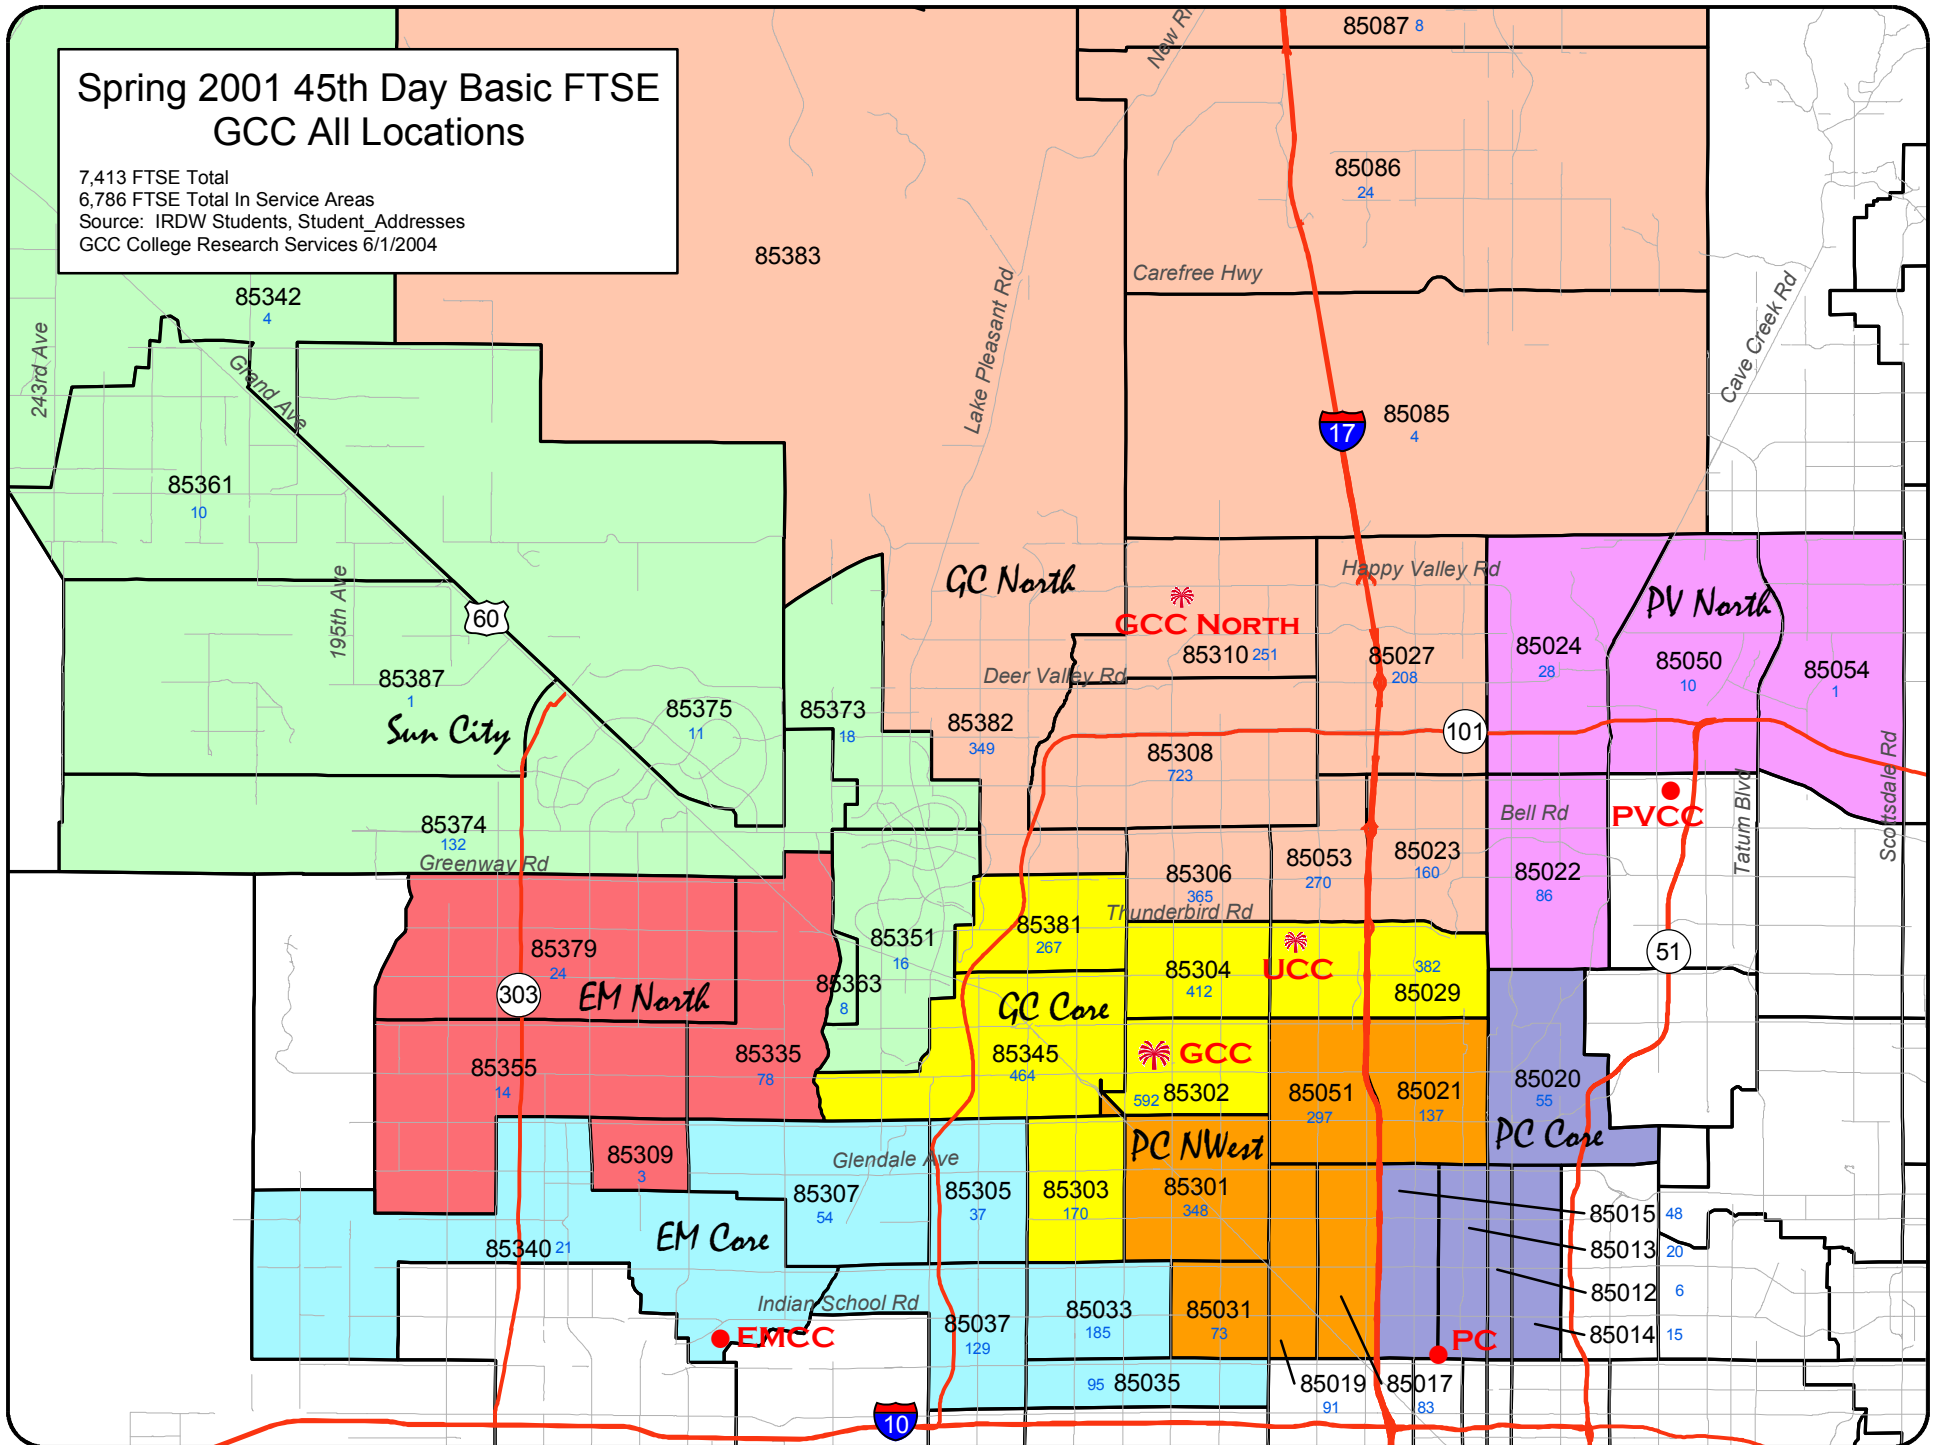 Spring 2001 45th Day Basic FTSE
GCC All Locations
7,413 FTSE Total
6,786 FTSE Total In Service Areas
Source: IRDW Students, Student_Addresses
GCC College Research Services 6/1/2004
85087 8
New Ri
85086
24
85383
Carefree Hwy
85342
4
243rd Ave
Grand Ave
Lake Pleasant Rd
Cave Creek Rd
17
85085
4
85361
10
195th Ave
60
GC North
Happy Valley Rd
GCC North
85310 251
PV North
85027
208
85024
28
85050
10
85054
1
Deer Valley Rd
85387
1
Sun City
85375
11
85373
18
85382
349
101
85308
723
Scottsdale Rd
Tatum Blvd
PVCC
Bell Rd
85374
132
Greenway Rd
85306
365
85053
270
85023
160
85022
86
Thunderbird Rd
85381
267
85351
16
85379
24
303
EM North
85363
8
GC Core
85304
412
UCC
382
85029
51
85355
14
85335
78
85345
464
GCC
592 85302
85051
297
85021
137
85020
55
PC Core
PC NWest
85309
3
Glendale Ave
85307
54
85305
37
85303
170
85301
348
85015 48
85013 20
85012 6
85014 15
85340 21
EM Core
Indian School Rd
EMCC
85037
129
85033
185
85031
73
PC
95 85035
85019
91
85017
83
10